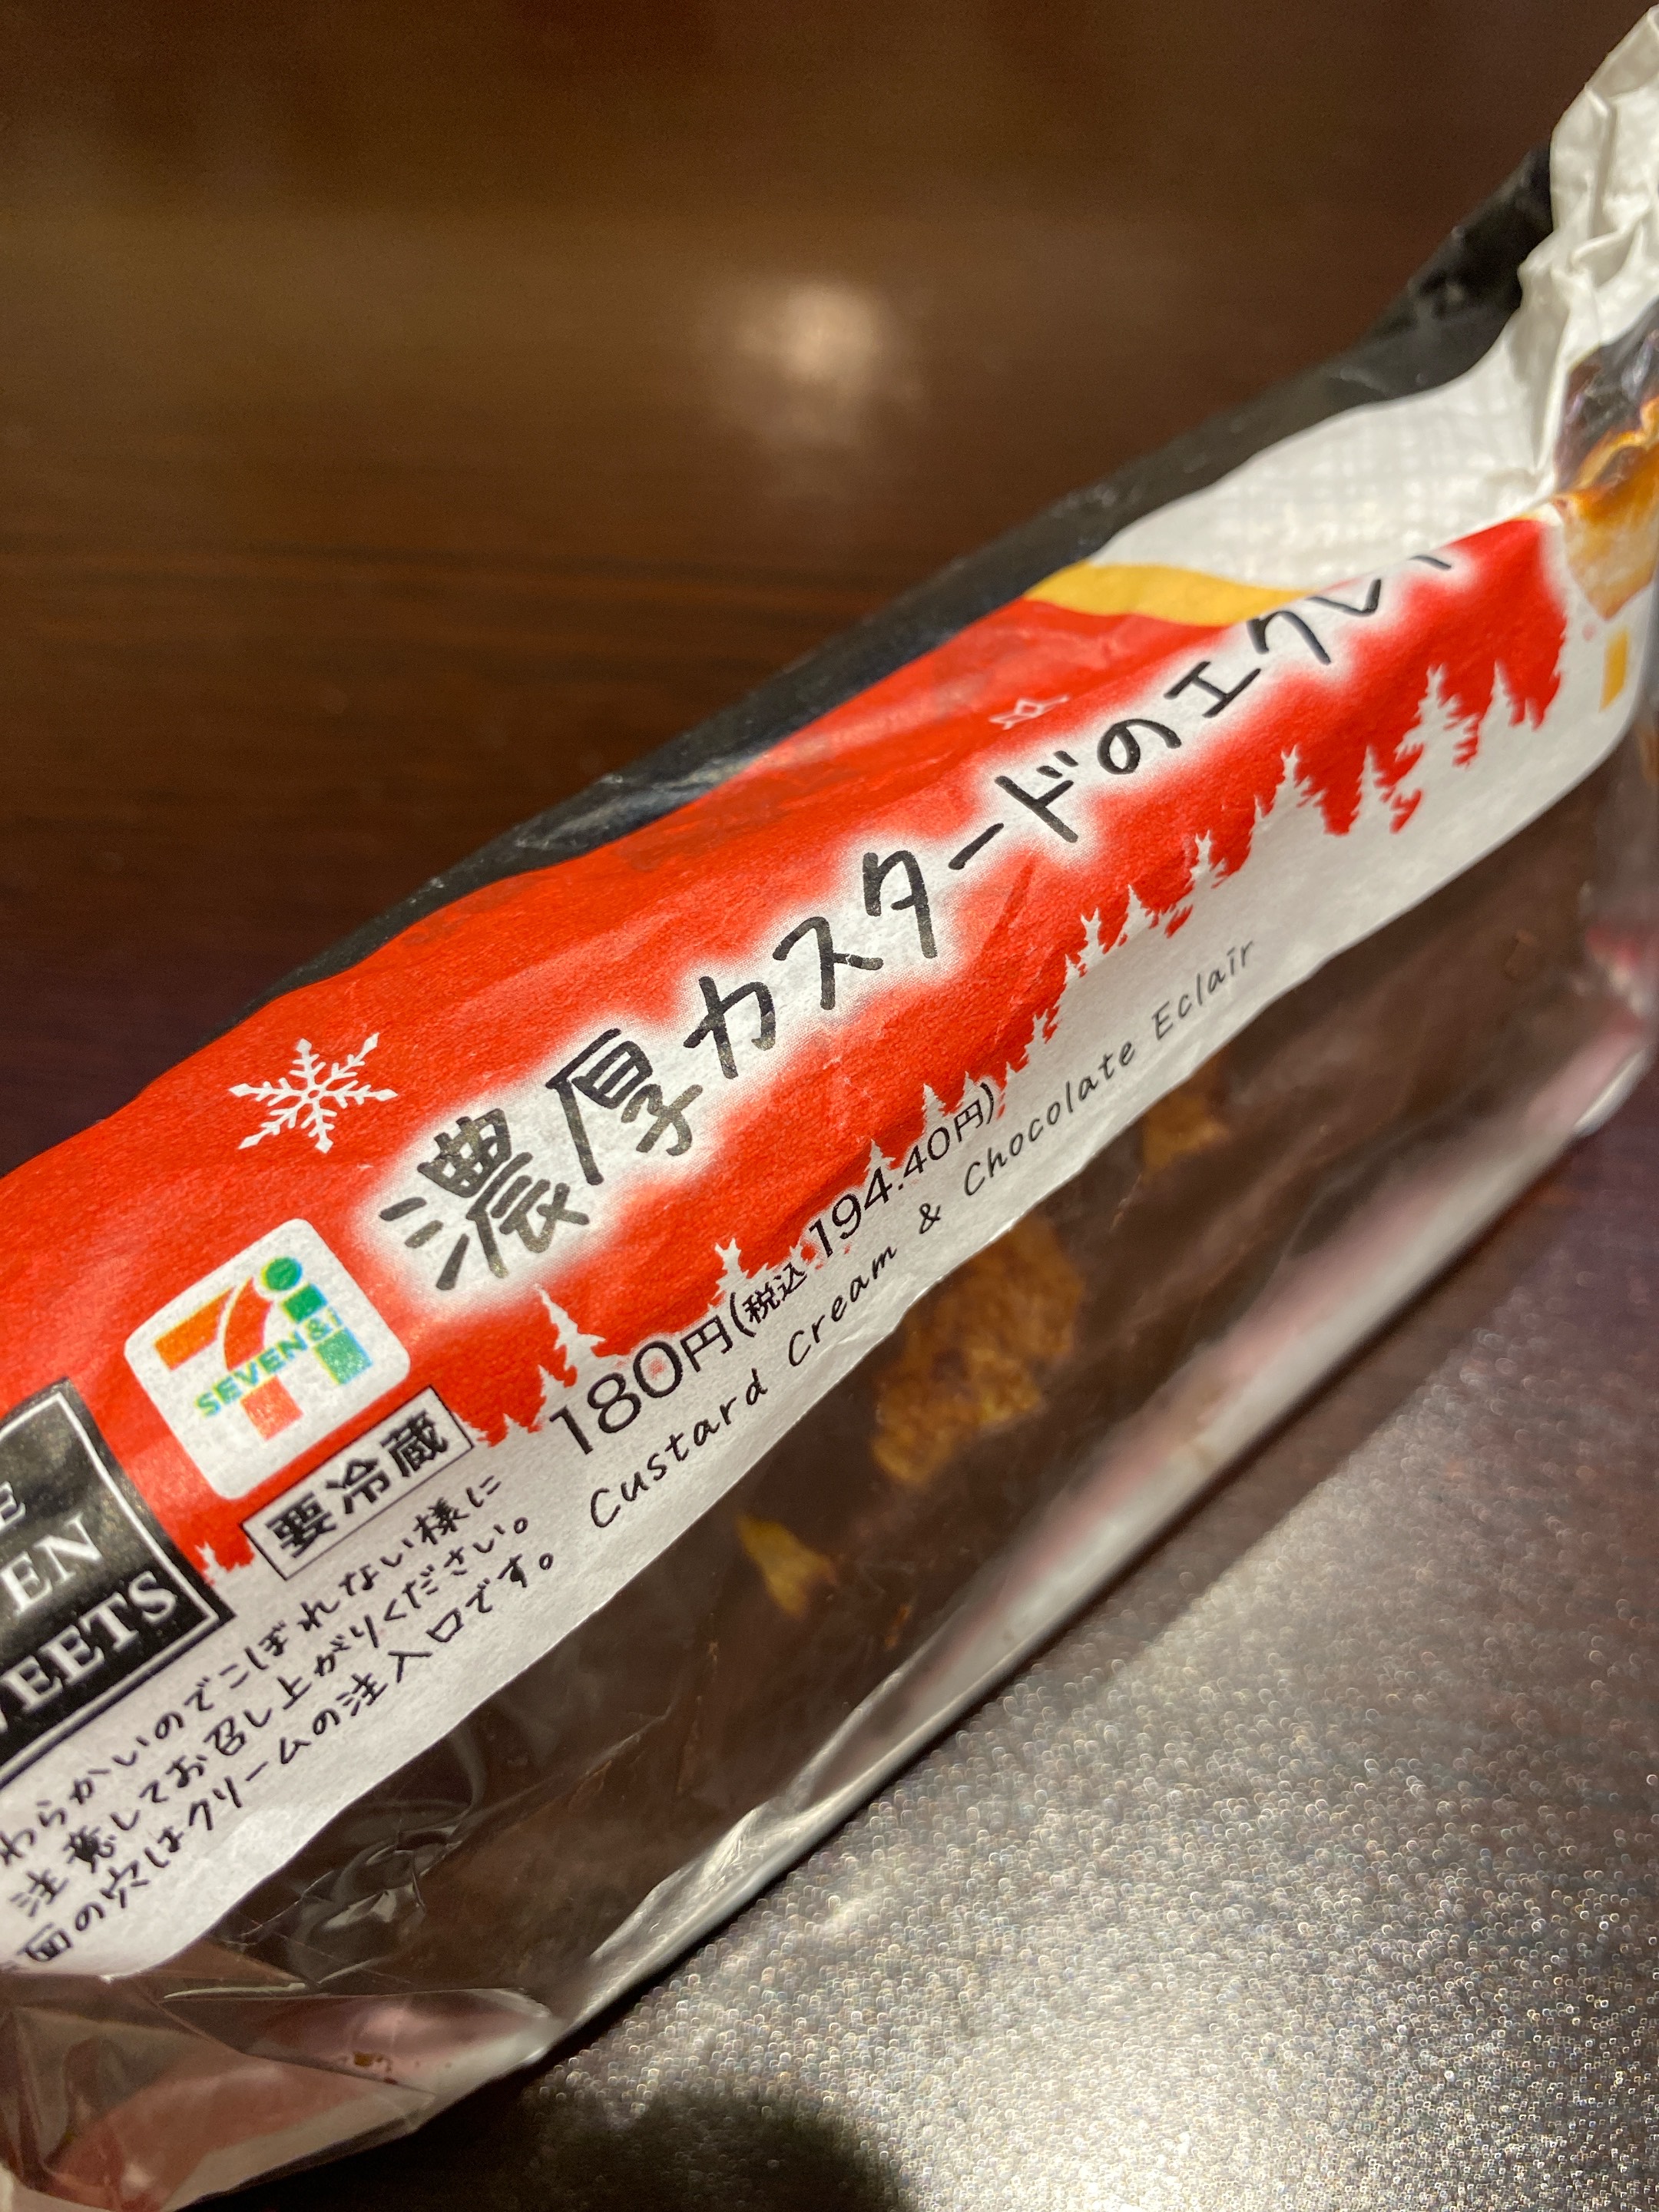 濃厚カスタードのエクレ
SEVEN&i
180円(税込 194.40円)
Custard Cream & Chocolate Eclair
要冷蔵
わらかいのでこぼれない様に
注意してお召し上がりください。
面の穴はクリームの注入口です。
E
EN
EETS